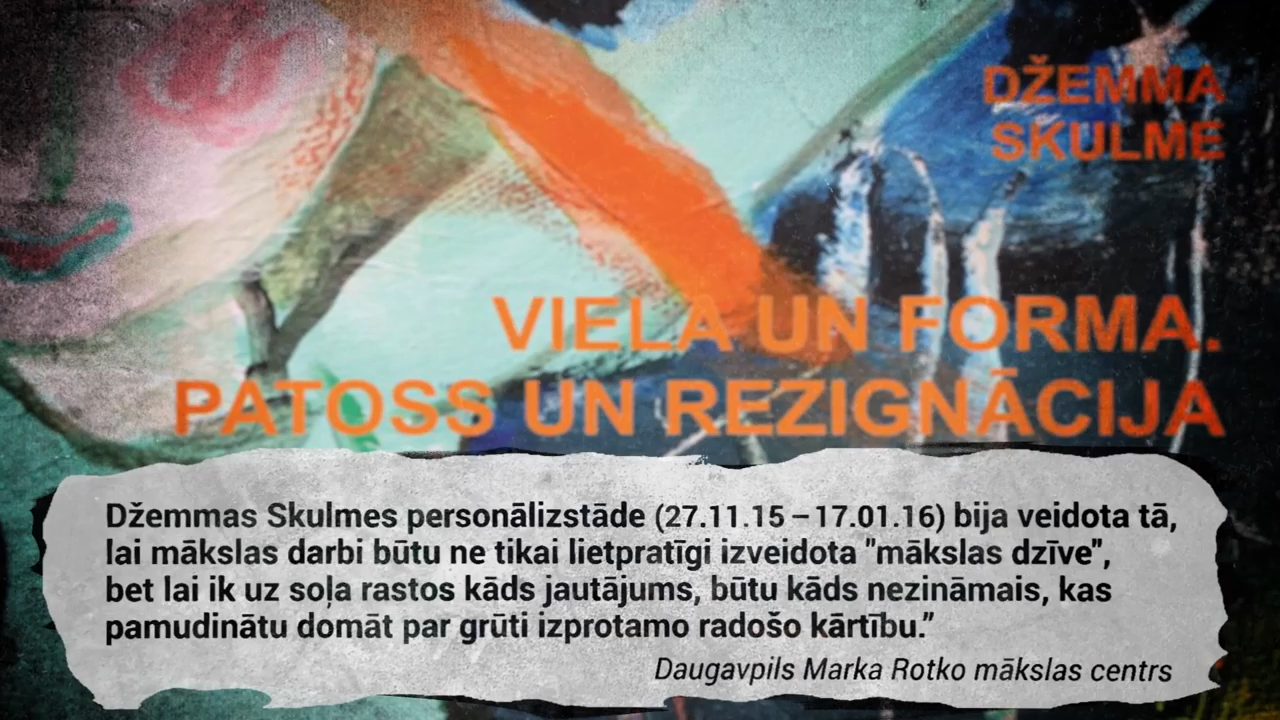 DŽEMMA
SKULME
VIELA UN FORMA.
PATOSS UN REZIGNĀCIJA
Džemmas Skulmes personālizstāde (27.11.15 – 17.01.16) bija veidota tā,
lai mākslas darbi būtu ne tikai lietpratīgi izveidota "mākslas dzīve",
bet lai ik uz soļa rastos kāds jautājums, būtu kāds nezināmais, kas
pamudinātu domāt par grūti izprotamo radošo kārtību.”
Daugavpils Marka Rotko mākslas centrs